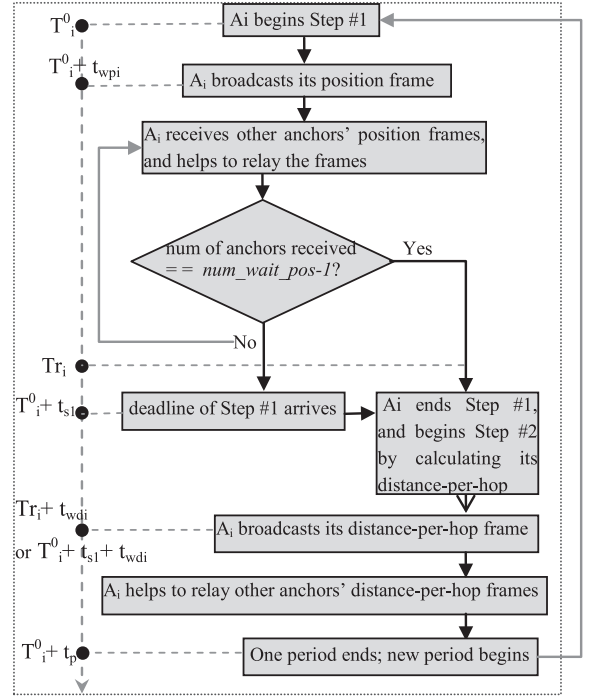 T⁰ᵢ
Ai begins Step #1
T⁰ᵢ+ t_wpi
Aᵢ broadcasts its position frame
Aᵢ receives other anchors' position frames,
and helps to relay the frames
num of anchors received
= = num_wait_pos-1?
Yes
No
Trᵢ
T⁰ᵢ+ t_s1
deadline of Step #1 arrives
Ai ends Step #1,
and begins Step #2
by calculating its
distance-per-hop
Trᵢ+ t_wdi
or T⁰ᵢ+ t_s1+ t_wdi
Aᵢ broadcasts its distance-per-hop frame
Aᵢ helps to relay other anchors' distance-per-hop frames
T⁰ᵢ+ t_p
One period ends; new period begins